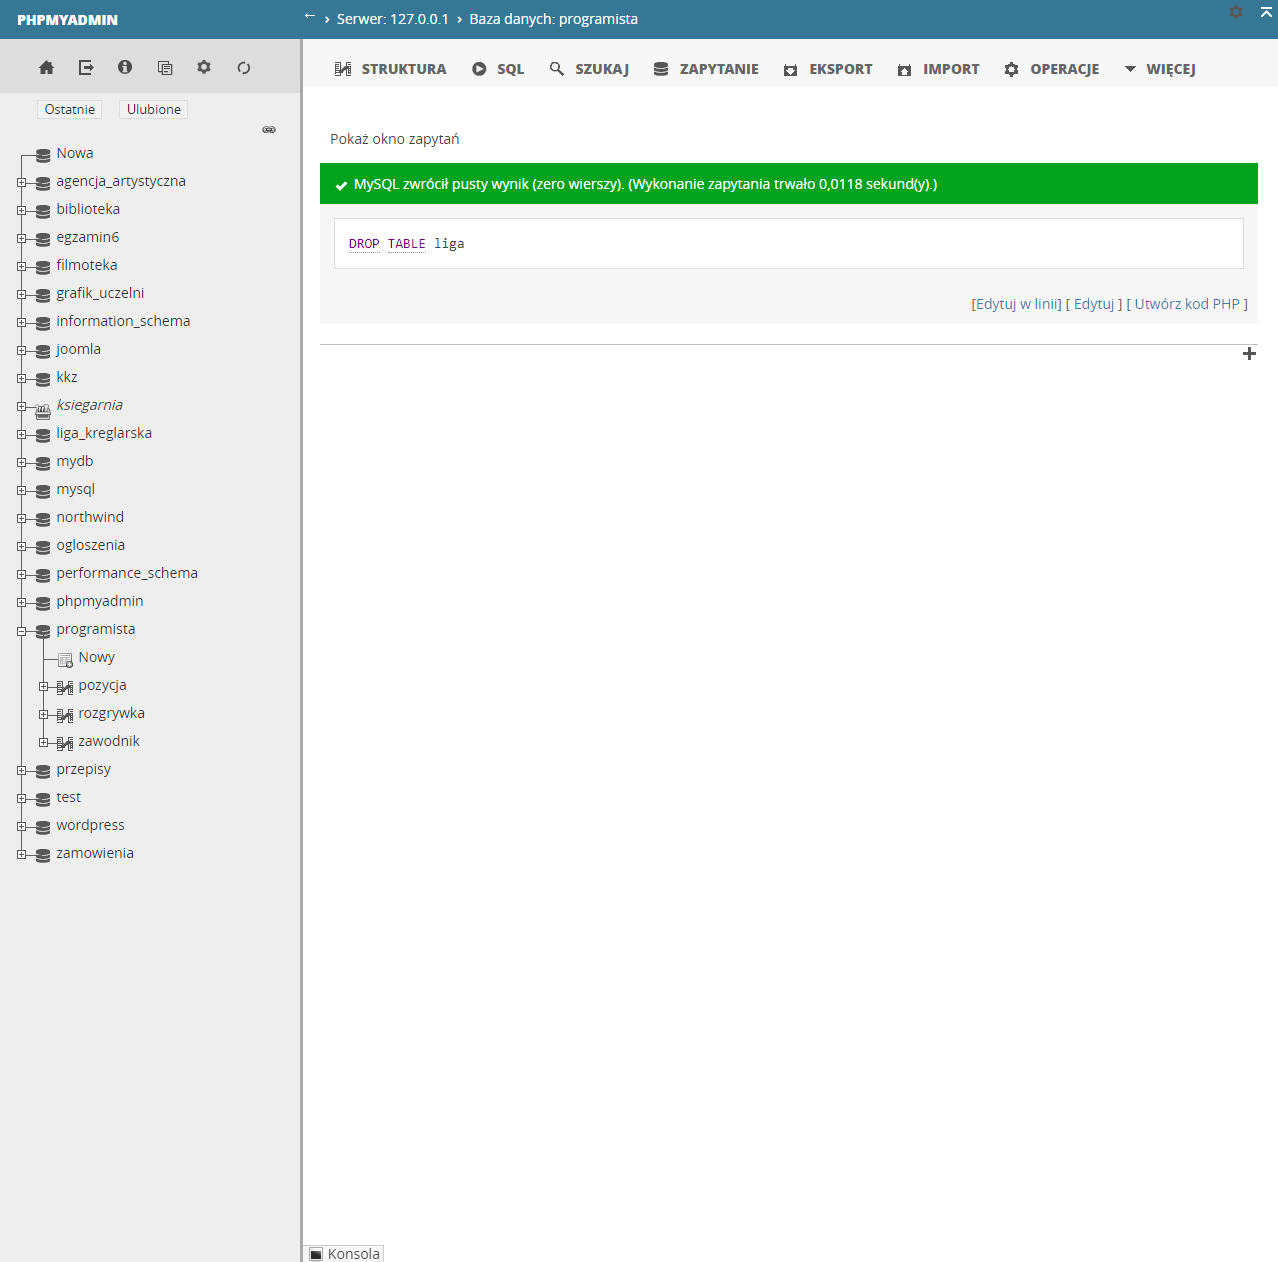 PHPMYADMIN
← › Serwer: 127.0.0.1 › Baza danych: programista
STRUKTURA SQL SZUKAJ ZAPYTANIE EKSPORT IMPORT OPERACJE WIĘCEJ
Ostatnie Ulubione
Nowa
agencja_artystyczna
biblioteka
egzamin6
filmoteka
grafik_uczelni
information_schema
joomla
kkz
ksiegarnia
liga_kreglarska
mydb
mysql
northwind
ogloszenia
performance_schema
phpmyadmin
programista
Nowy
pozycja
rozgrywka
zawodnik
przepisy
test
wordpress
zamowienia
Pokaż okno zapytań
MySQL zwrócił pusty wynik (zero wierszy). (Wykonanie zapytania trwało 0,0118 sekund(y).)
DROP TABLE liga
[Edytuj w linii] [ Edytuj ] [ Utwórz kod PHP ]
Konsola